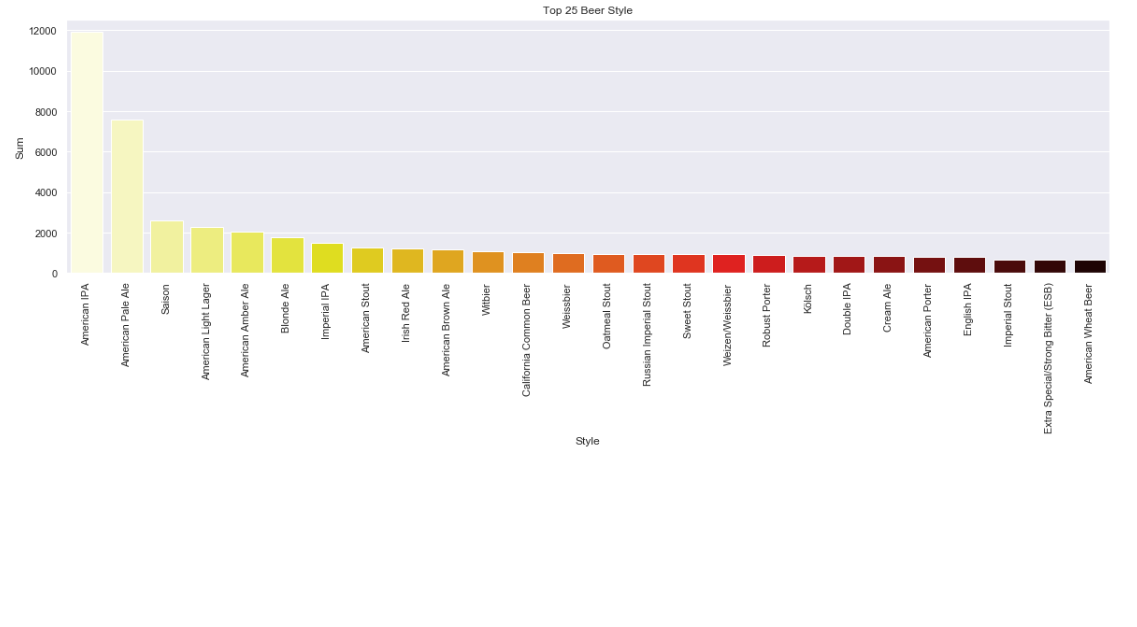 Top 25 Beer Style
12000
10000
8000
6000
4000
2000
0
Sum
American IPA
American Pale Ale
Saison
American Light Lager
American Amber Ale
Blonde Ale
Imperial IPA
American Stout
Irish Red Ale
American Brown Ale
Witbier
California Common Beer
Weissbier
Oatmeal Stout
Russian Imperial Stout
Sweet Stout
Weizen/Weissbier
Robust Porter
Kölsch
Double IPA
Cream Ale
American Porter
English IPA
Imperial Stout
Extra Special/Strong Bitter (ESB)
American Wheat Beer
Style